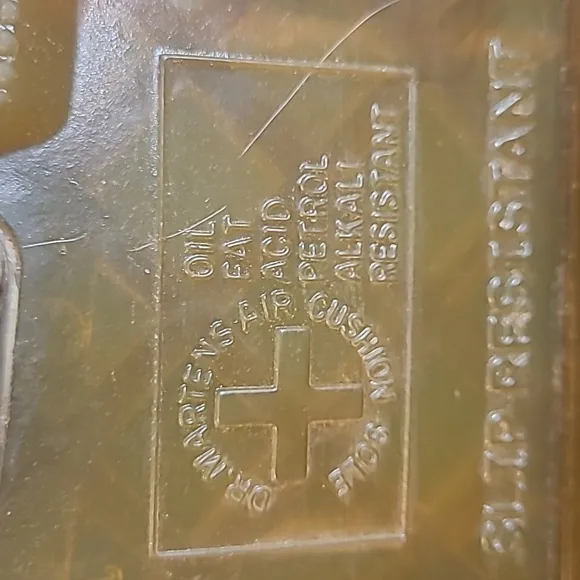 DR. MARTENS AIR CUSHION SOLE
OIL
FAT
ACID
PETROL
ALKALI
RESISTANT
SLIP RESISTANT